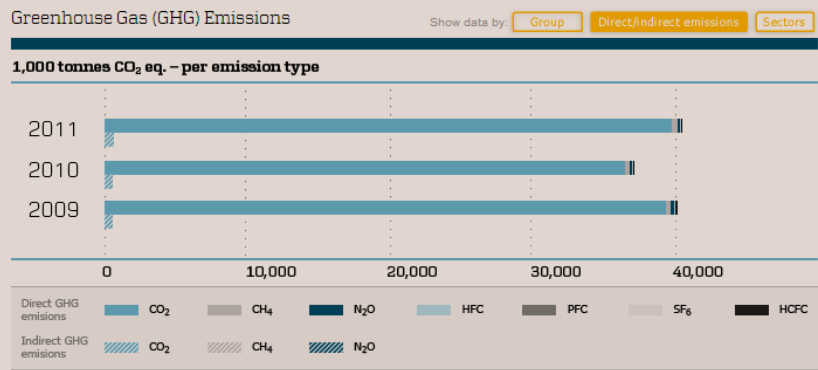 Greenhouse Gas (GHG) Emissions
Show data by: Group Direct/indirect emissions Sectors
1,000 tonnes CO₂ eq. – per emission type
2011
2010
2009
0 10,000 20,000 30,000 40,000
Direct GHG emisions CO₂ CH₄ N₂O HFC PFC SF₆ HCFC
Indirect GHG emisions CO₂ CH₄ N₂O